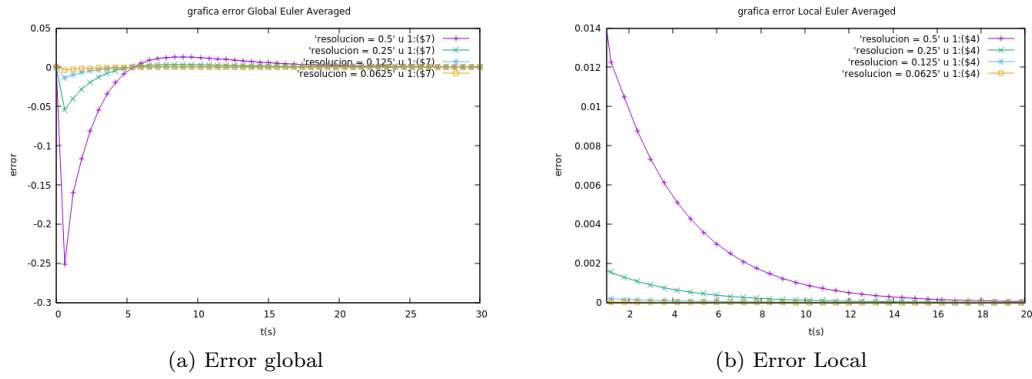 grafica error Global Euler Averaged
0.05
0
-0.05
-0.1
-0.15
-0.2
-0.25
-0.3
error
'resolucion = 0.5' u 1:($7)
'resolucion = 0.25' u 1:($7)
'resolucion = 0.125' u 1:($7)
'resolucion = 0.0625' u 1:($7)
0 5 10 15 20 25 30
t(s)
(a) Error global
grafica error Local Euler Averaged
0.014
0.012
0.01
0.008
0.006
0.004
0.002
0
error
'resolucion = 0.5' u 1:($4)
'resolucion = 0.25' u 1:($4)
'resolucion = 0.125' u 1:($4)
'resolucion = 0.0625' u 1:($4)
2 4 6 8 10 12 14 16 18 20
t(s)
(b) Error Local